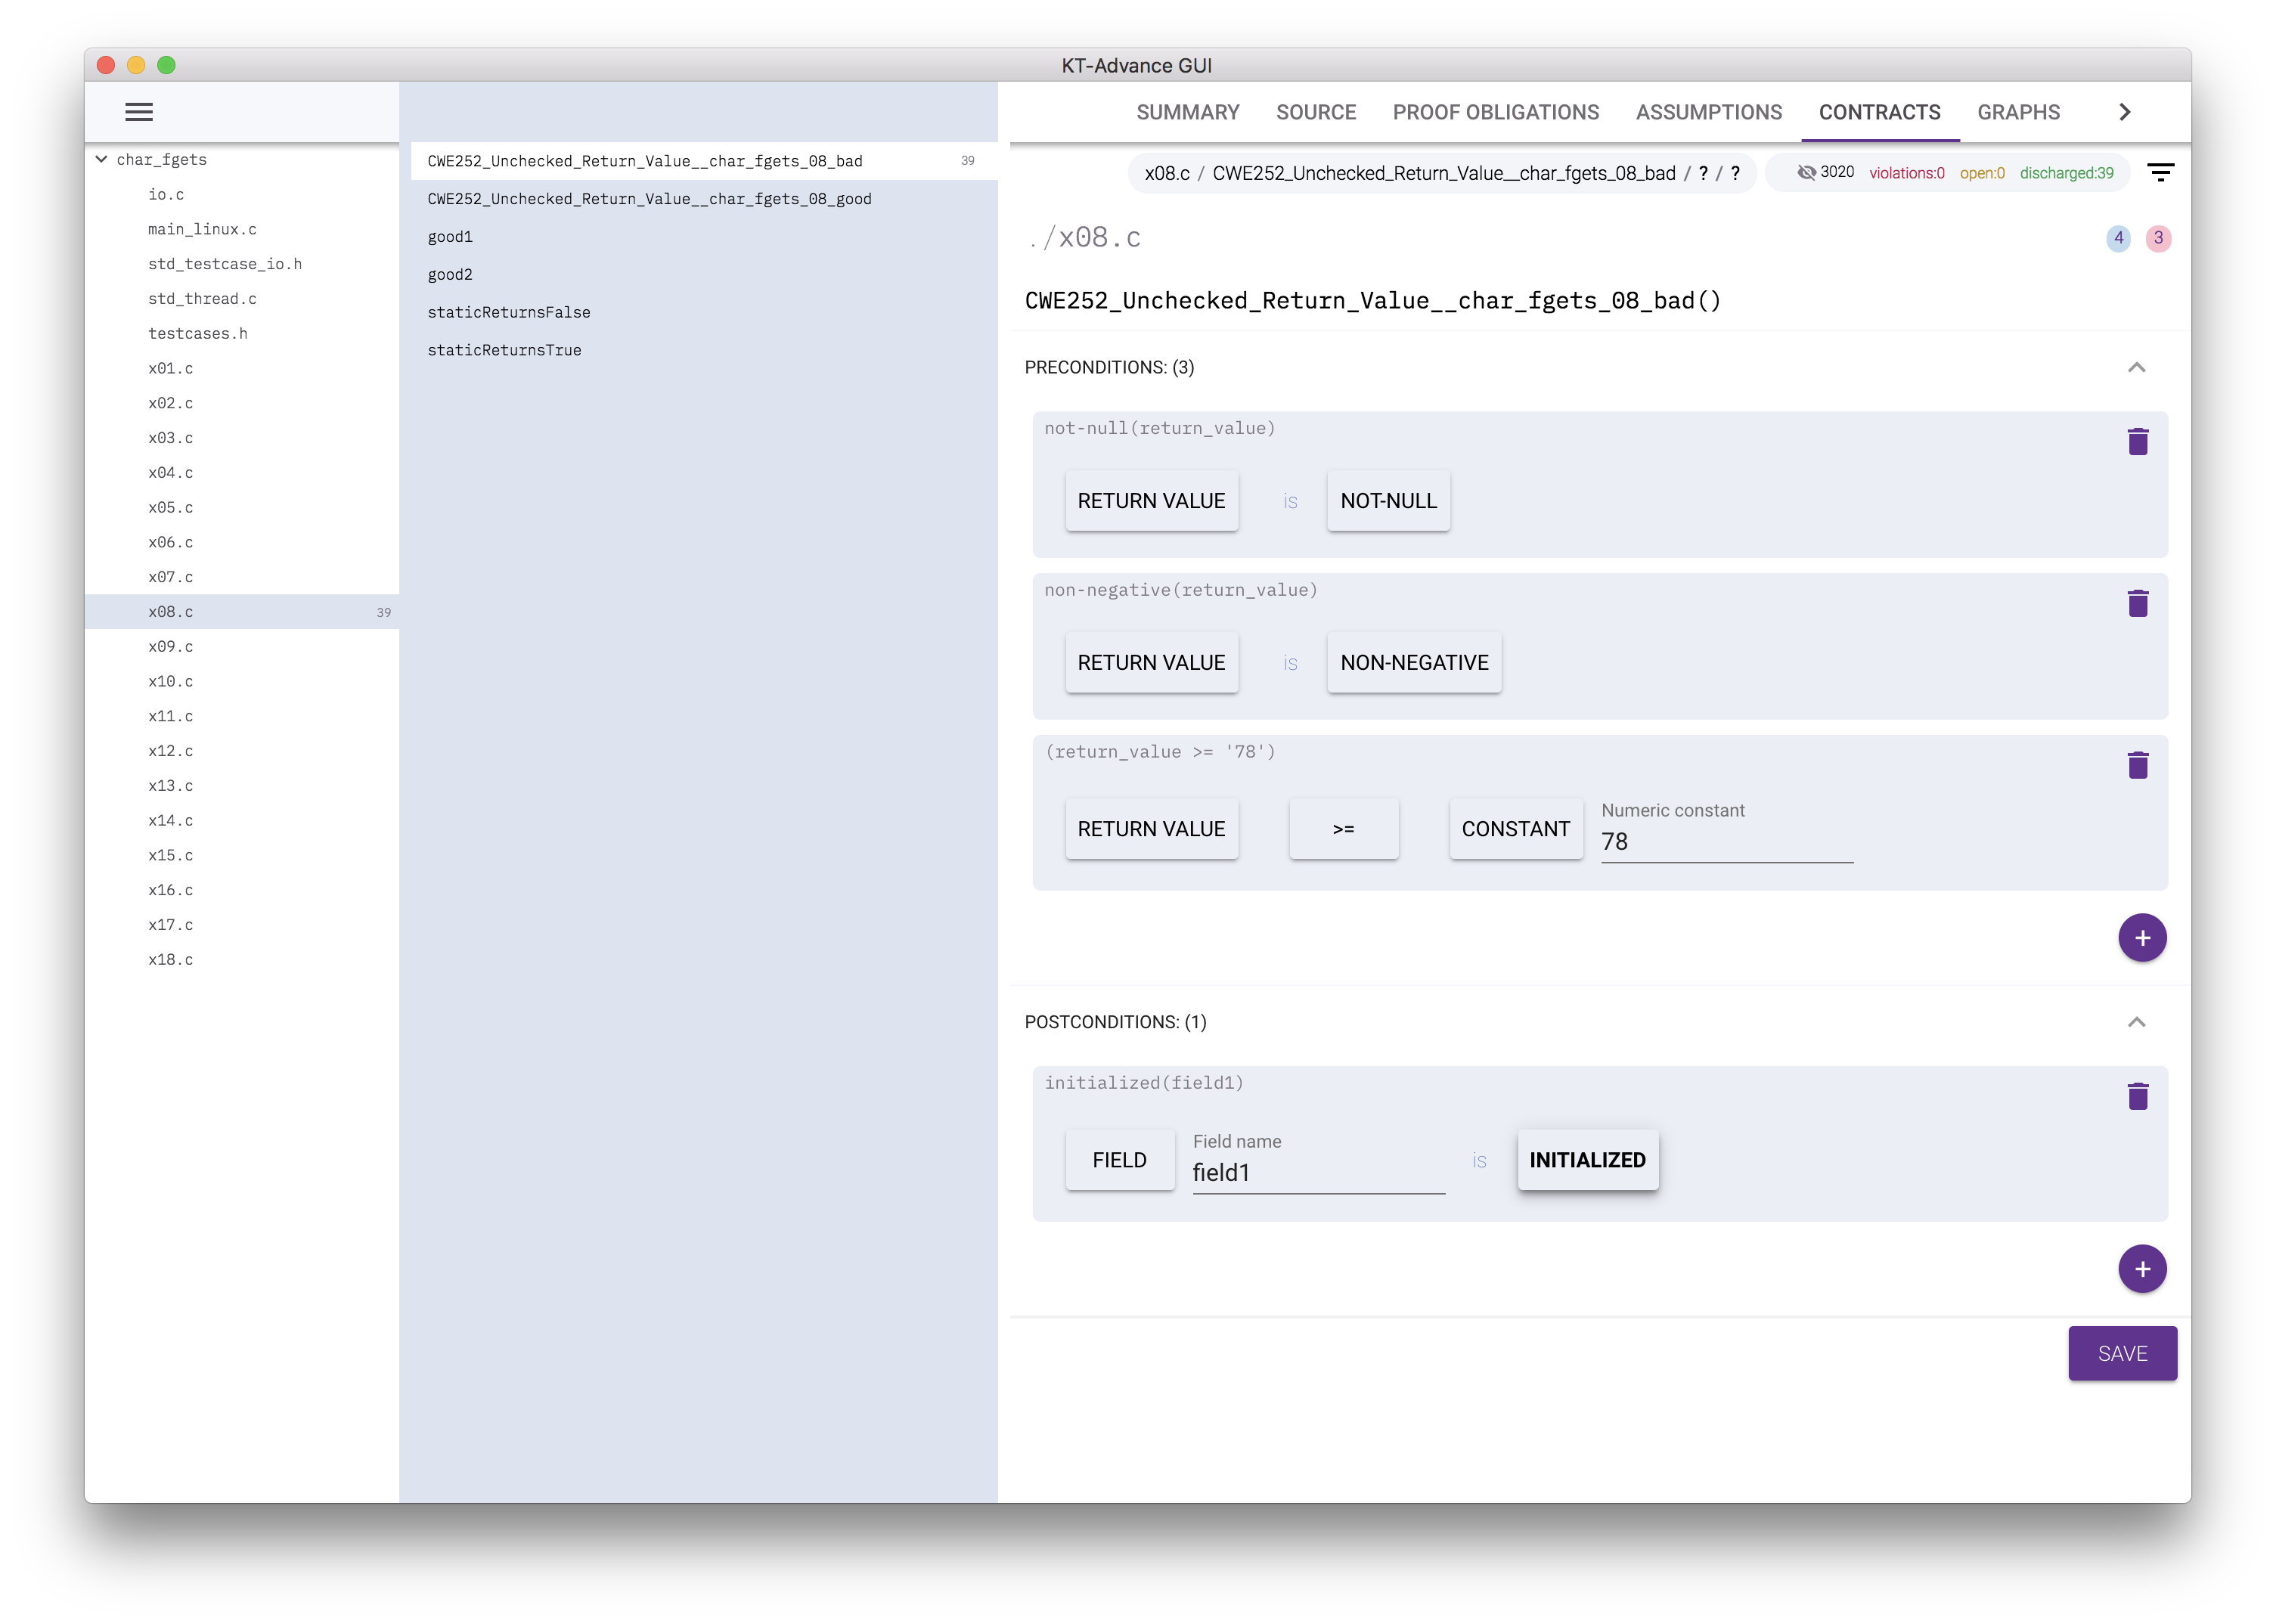 KT-Advance GUI
SUMMARY SOURCE PROOF OBLIGATIONS ASSUMPTIONS CONTRACTS GRAPHS
char_fgets
io.c
main_linux.c
std_testcase_io.h
std_thread.c
testcases.h
x01.c
x02.c
x03.c
x04.c
x05.c
x06.c
x07.c
x08.c 39
x09.c
x10.c
x11.c
x12.c
x13.c
x14.c
x15.c
x16.c
x17.c
x18.c
CWE252_Unchecked_Return_Value__char_fgets_08_bad 39
CWE252_Unchecked_Return_Value__char_fgets_08_good
good1
good2
staticReturnsFalse
staticReturnsTrue
x08.c / CWE252_Unchecked_Return_Value__char_fgets_08_bad / ? / ? 3020 violations:0 open:0 discharged:39
./x08.c 4 3
CWE252_Unchecked_Return_Value__char_fgets_08_bad()
PRECONDITIONS: (3)
not-null(return_value)
RETURN VALUE is NOT-NULL
non-negative(return_value)
RETURN VALUE is NON-NEGATIVE
(return_value >= '78')
RETURN VALUE >= CONSTANT Numeric constant
78
+
POSTCONDITIONS: (1)
initialized(field1)
FIELD Field name is INITIALIZED
field1
+
SAVE